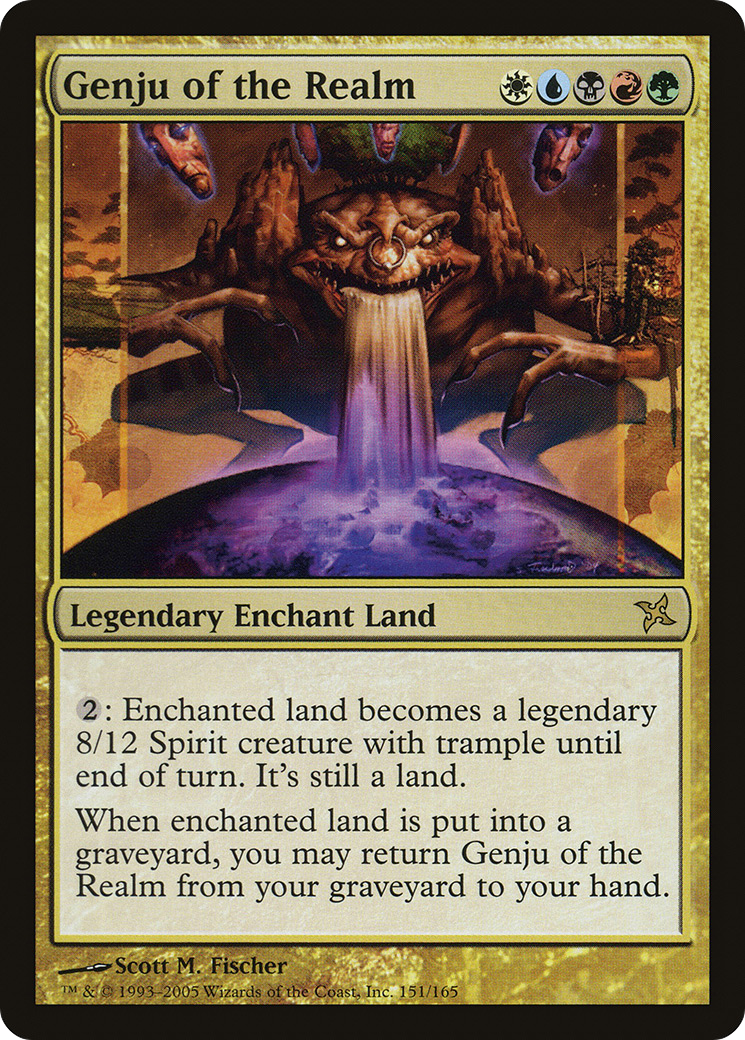 Genju of the Realm
Legendary Enchant Land
2: Enchanted land becomes a legendary
8/12 Spirit creature with trample until
end of turn. It's still a land.
When enchanted land is put into a
graveyard, you may return Genju of the
Realm from your graveyard to your hand.
Scott M. Fischer
™ & © 1993–2005 Wizards of the Coast, Inc. 151/165